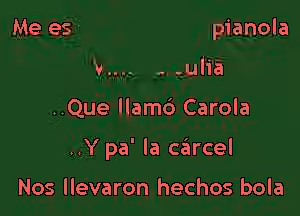 Me es pianola
..Que llamó Carola
..Y pa' la cárcel
Nos llevaron hechos bola